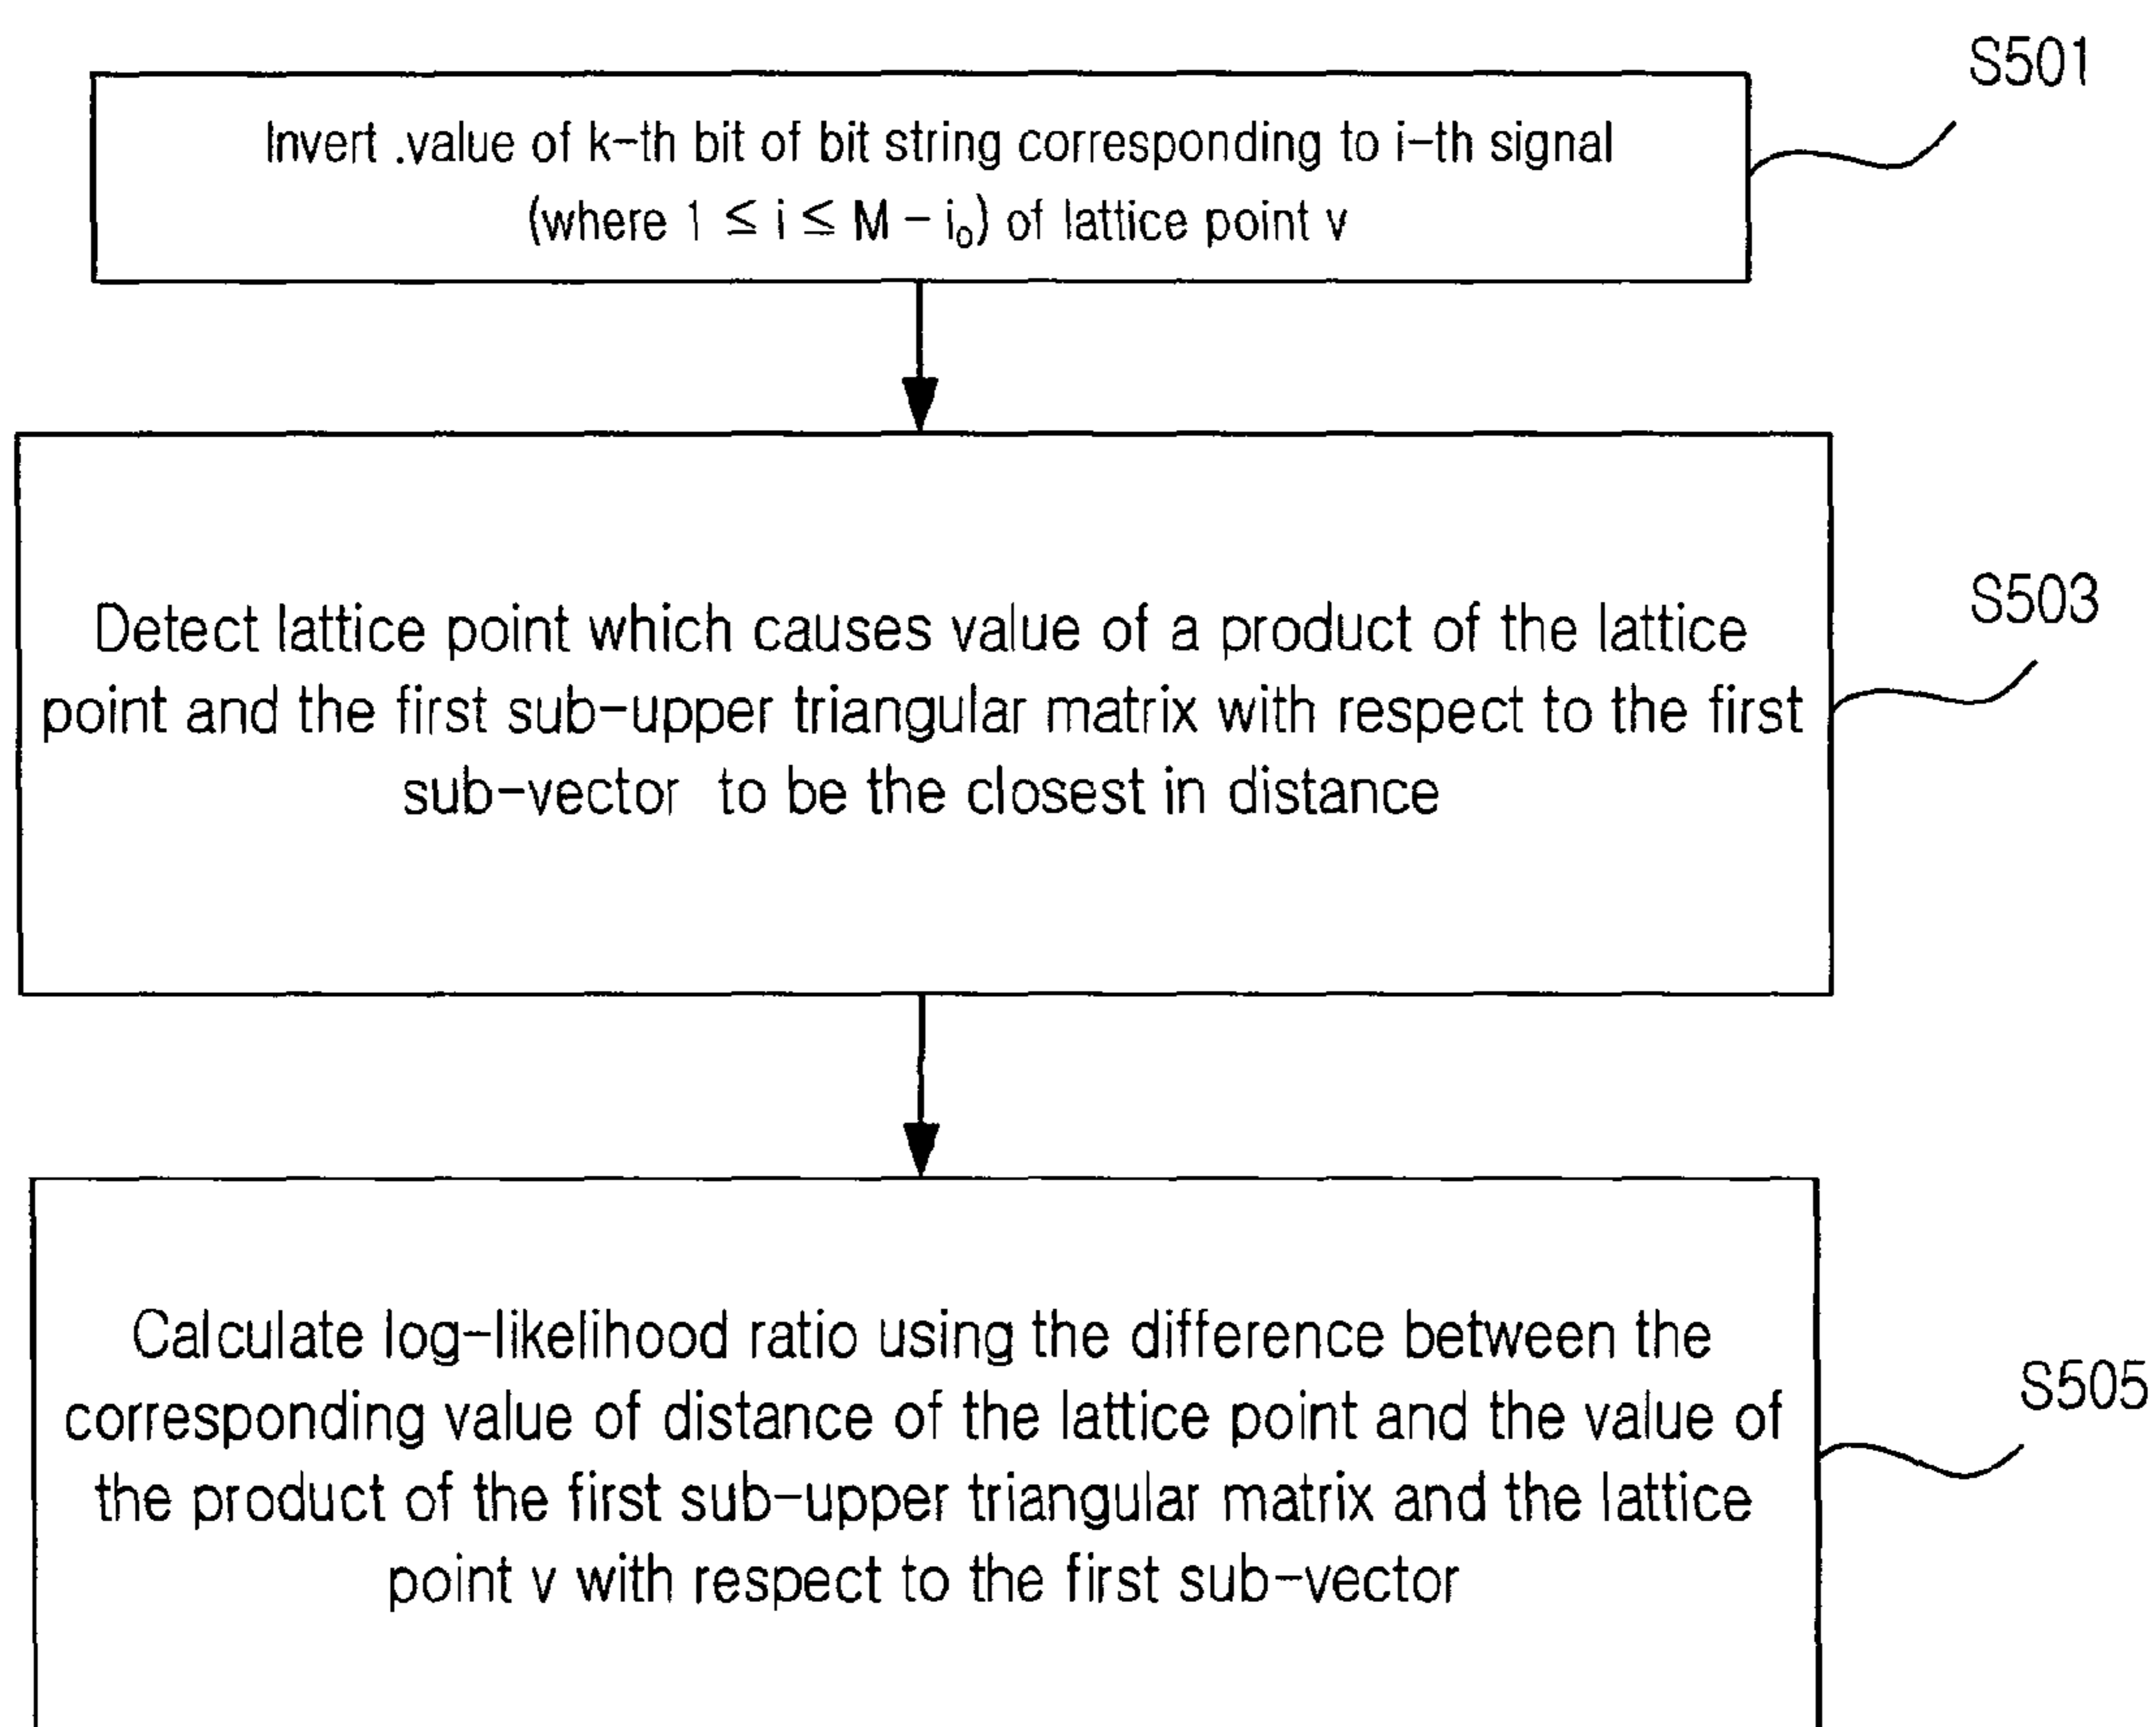 S501
Invert .value of k-th bit of bit string corresponding to i-th signal
(where 1 ≤ i ≤ M - i₀) of lattice point v
S503
Detect lattice point which causes value of a product of the lattice
point and the first sub-upper triangular matrix with respect to the first
sub-vector to be the closest in distance
S505
Calculate log-likelihood ratio using the difference between the
corresponding value of distance of the lattice point and the value of
the product of the first sub-upper triangular matrix and the lattice
point v with respect to the first sub-vector